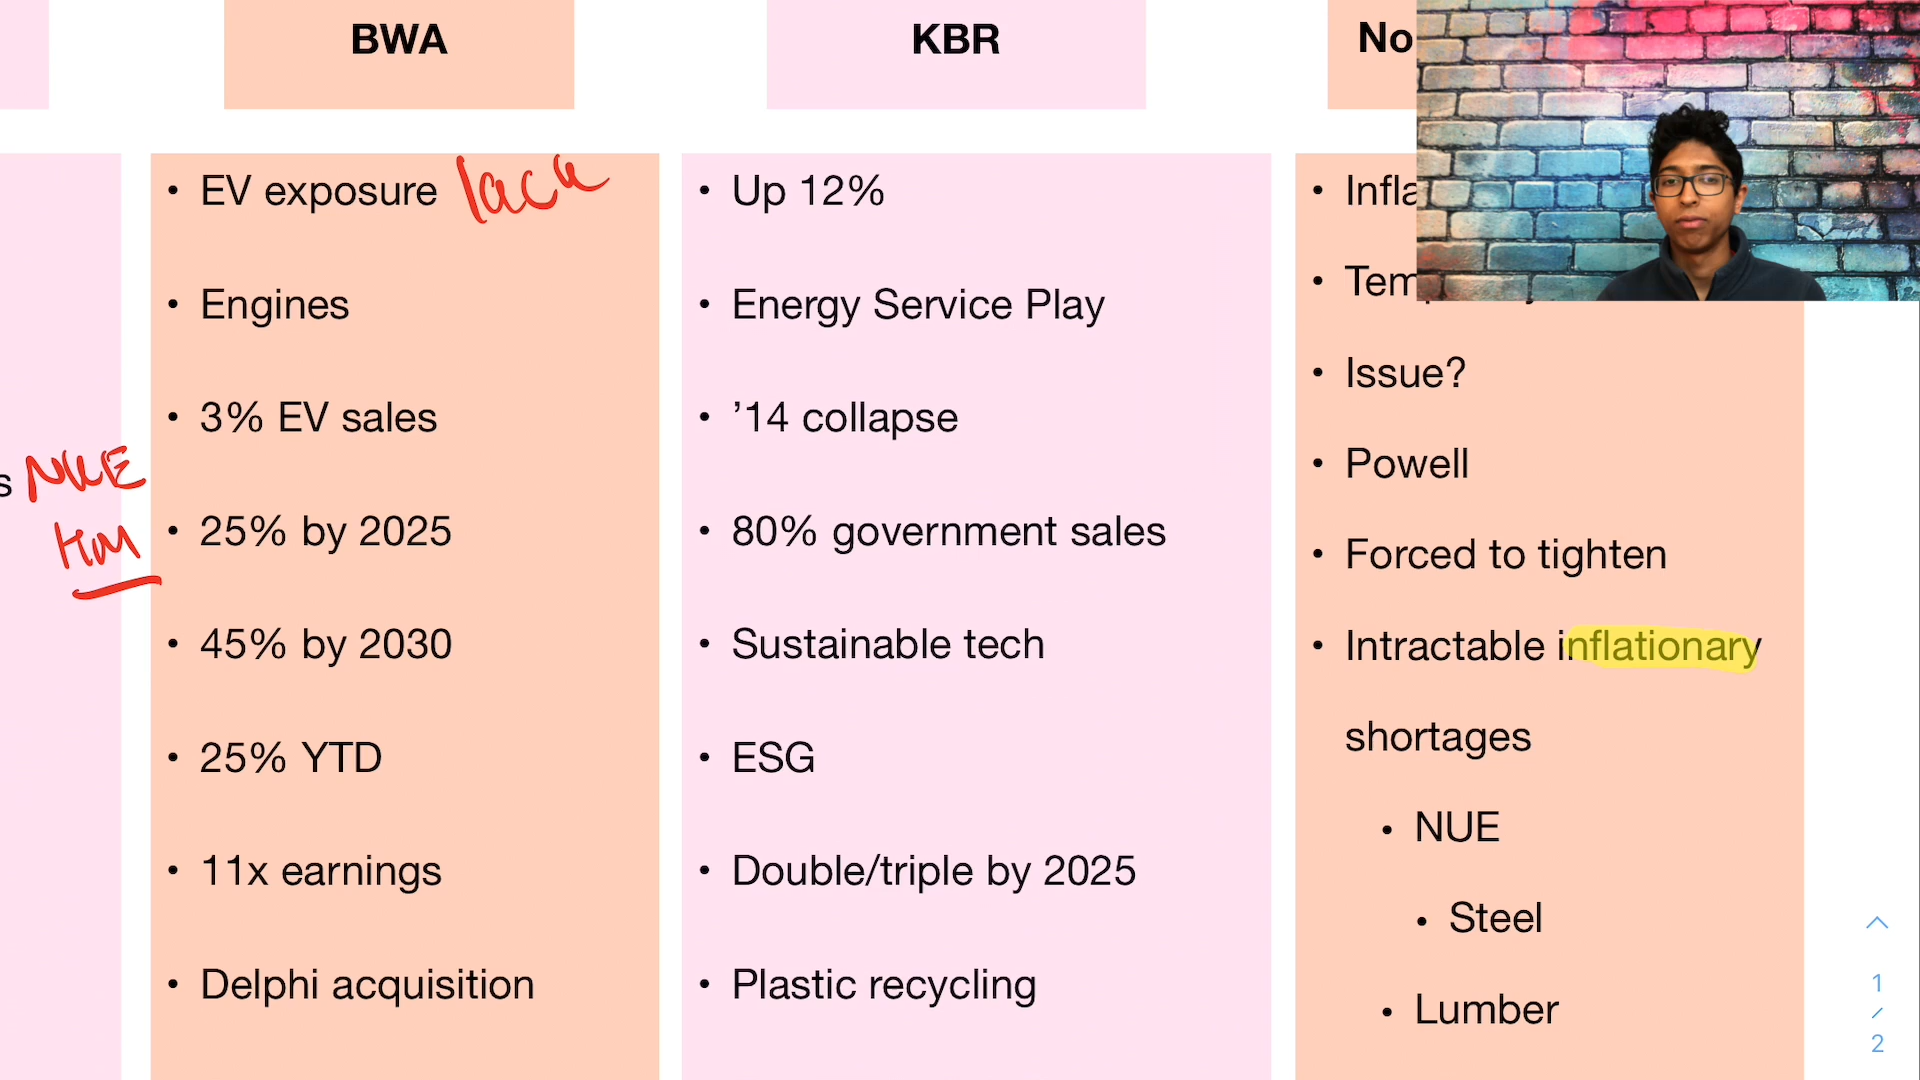 BWA
EV exposure
Engines
3% EV sales
25% by 2025
45% by 2030
25% YTD
11x earnings
Delphi acquisition
s NUE
KBR
Up 12%
Energy Service Play
’14 collapse
80% government sales
Sustainable tech
ESG
Double/triple by 2025
Plastic recycling
No
Infla
Tem
Issue?
Powell
Forced to tighten
Intractable inflationary
shortages
NUE
Steel
Lumber
1
/
2